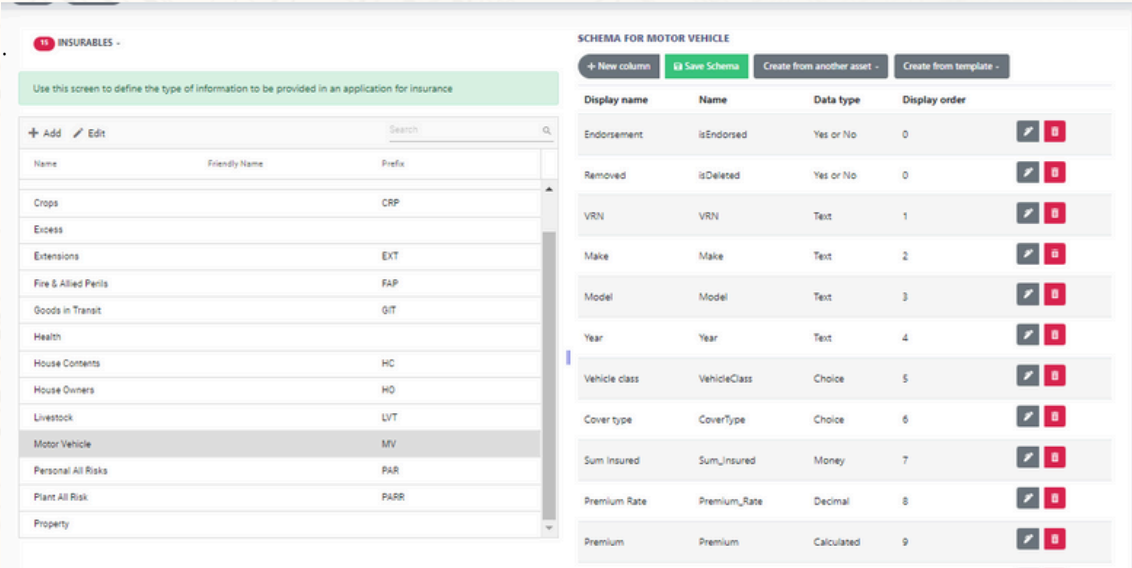 15 INSURABLES -
Use this screen to define the type of information to be provided in an application for insurance
+ Add Edit Search
Name Friendly Name Prefix
Crops CRP
Excess
Extensions EXT
Fire & Allied Perils FAP
Goods in Transit GIT
Health
House Contents HC
House Owners HO
Livestock LVT
Motor Vehicle MV
Personal All Risks PAR
Plant All Risk PARR
Property
SCHEMA FOR MOTOR VEHICLE
+ New column Save Schema Create from another asset - Create from template -
Display name Name Data type Display order
Endorsement isEndorsed Yes or No 0
Removed isDeleted Yes or No 0
VRN VRN Text 1
Make Make Text 2
Model Model Text 3
Year Year Text 4
Vehicle class VehicleClass Choice 5
Cover type CoverType Choice 6
Sum Insured Sum_Insured Money 7
Premium Rate Premium_Rate Decimal 8
Premium Premium Calculated 9